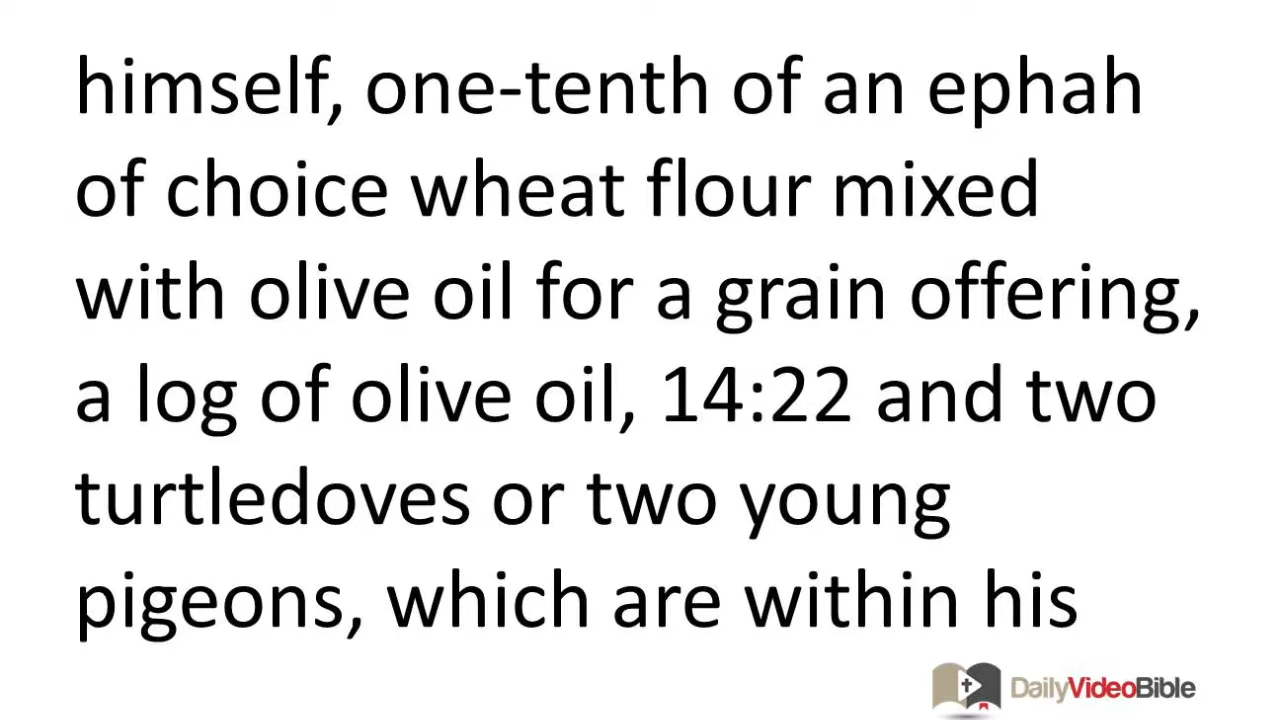 himself, one-tenth of an ephah
of choice wheat flour mixed
with olive oil for a grain offering,
a log of olive oil, 14:22 and two
turtledoves or two young
pigeons, which are within his
DailyVideoBible